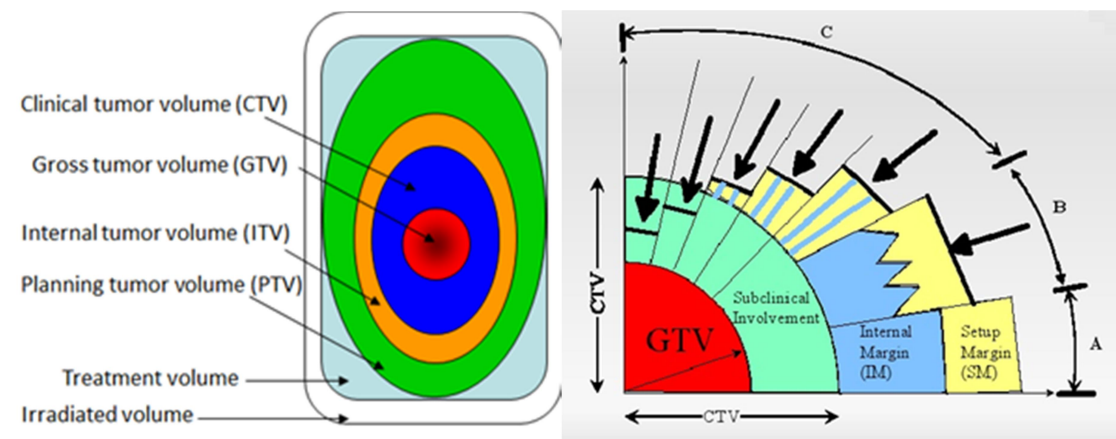 Clinical tumor volume (CTV)
Gross tumor volume (GTV)
Internal tumor volume (ITV)
Planning tumor volume (PTV)
Treatment volume
Irradiated volume
C
B
A
CTV
GTV
Subclinical
Involvement
Internal
Margin
(IM)
Setup
Margin
(SM)
CTV